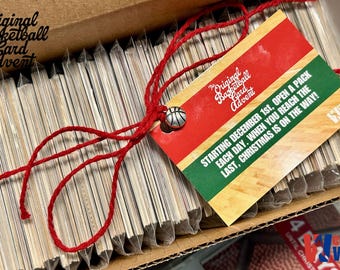 Original
Basketball
Card
Advent
The
Original
Basketball
Card
Advent
STARTING DECEMBER 1ST, OPEN A PACK
EACH DAY. WHEN YOU REACH THE
LAST, CHRISTMAS IS ON THE WAY!